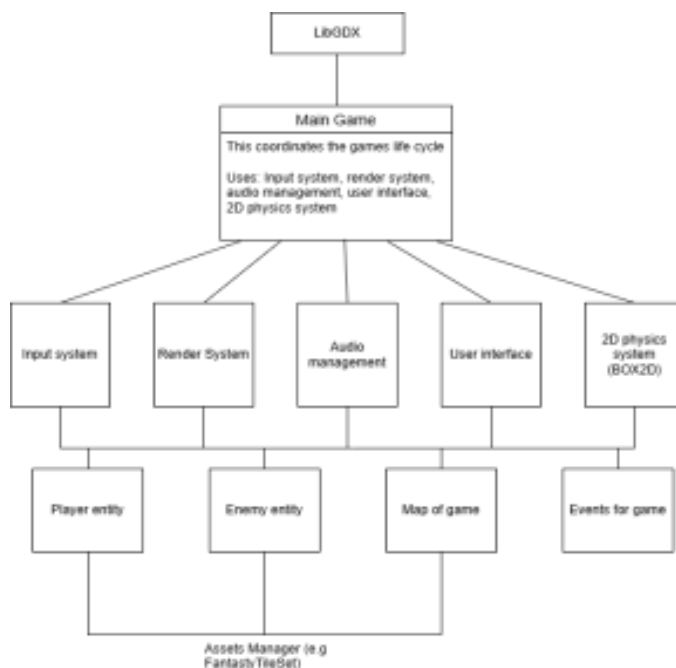 LibGDX
Main Game
This coordinates the games life cycle
Uses: Input system, render system,
audio management, user interface,
2D physics system
Input system
Render System
Audio
management
User interface
2D physics
system
(BOX2D)
Player entity
Enemy entity
Map of game
Events for game
Assets Manager (e.g
FantastyTileSet)